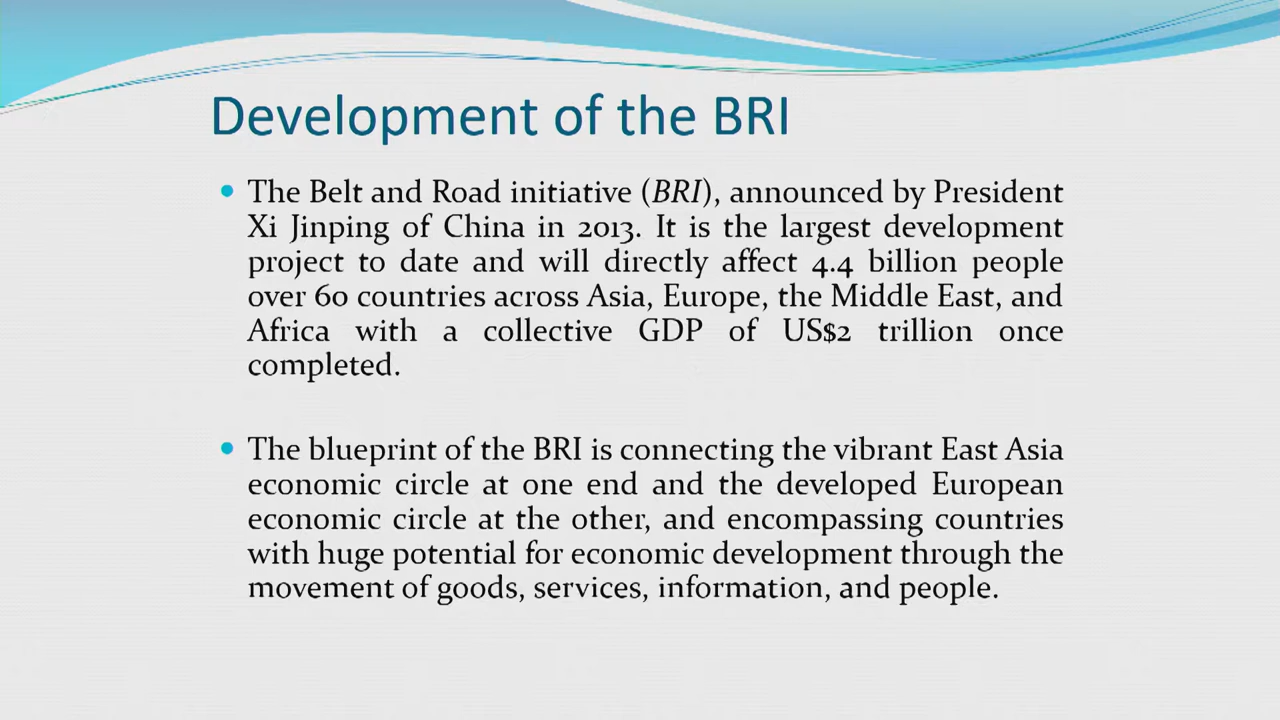 Development of the BRI
The Belt and Road initiative (BRI), announced by President
Xi Jinping of China in 2013. It is the largest development
project to date and will directly affect 4.4 billion people
over 60 countries across Asia, Europe, the Middle East, and
Africa with a collective GDP of US$2 trillion once
completed.
The blueprint of the BRI is connecting the vibrant East Asia
economic circle at one end and the developed European
economic circle at the other, and encompassing countries
with huge potential for economic development through the
movement of goods, services, information, and people.